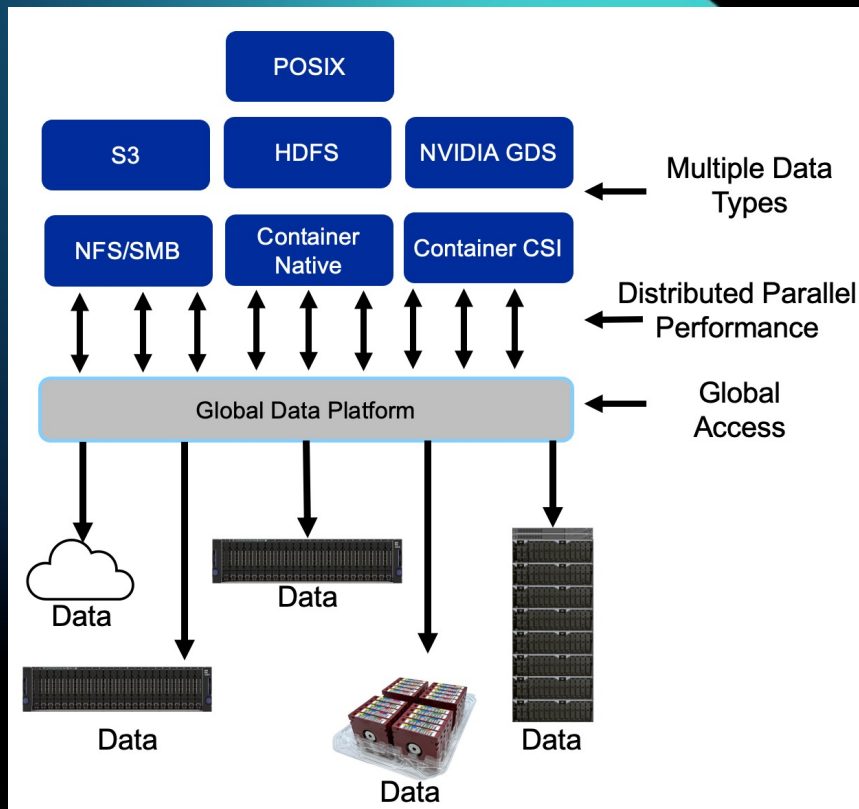 POSIX
S3
HDFS
NVIDIA GDS
Multiple Data
Types
NFS/SMB
Container
Native
Container CSI
Distributed Parallel
Performance
Global Data Platform
Global
Access
Data
Data
Data
Data
Data